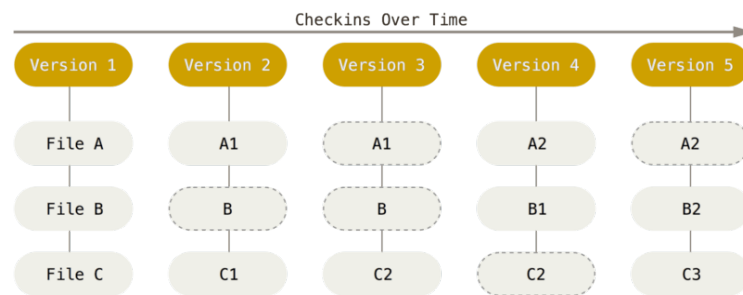 Checkins Over Time
Version 1 Version 2 Version 3 Version 4 Version 5
File A A1 A1 A2 A2
File B B B B1 B2
File C C1 C2 C2 C3